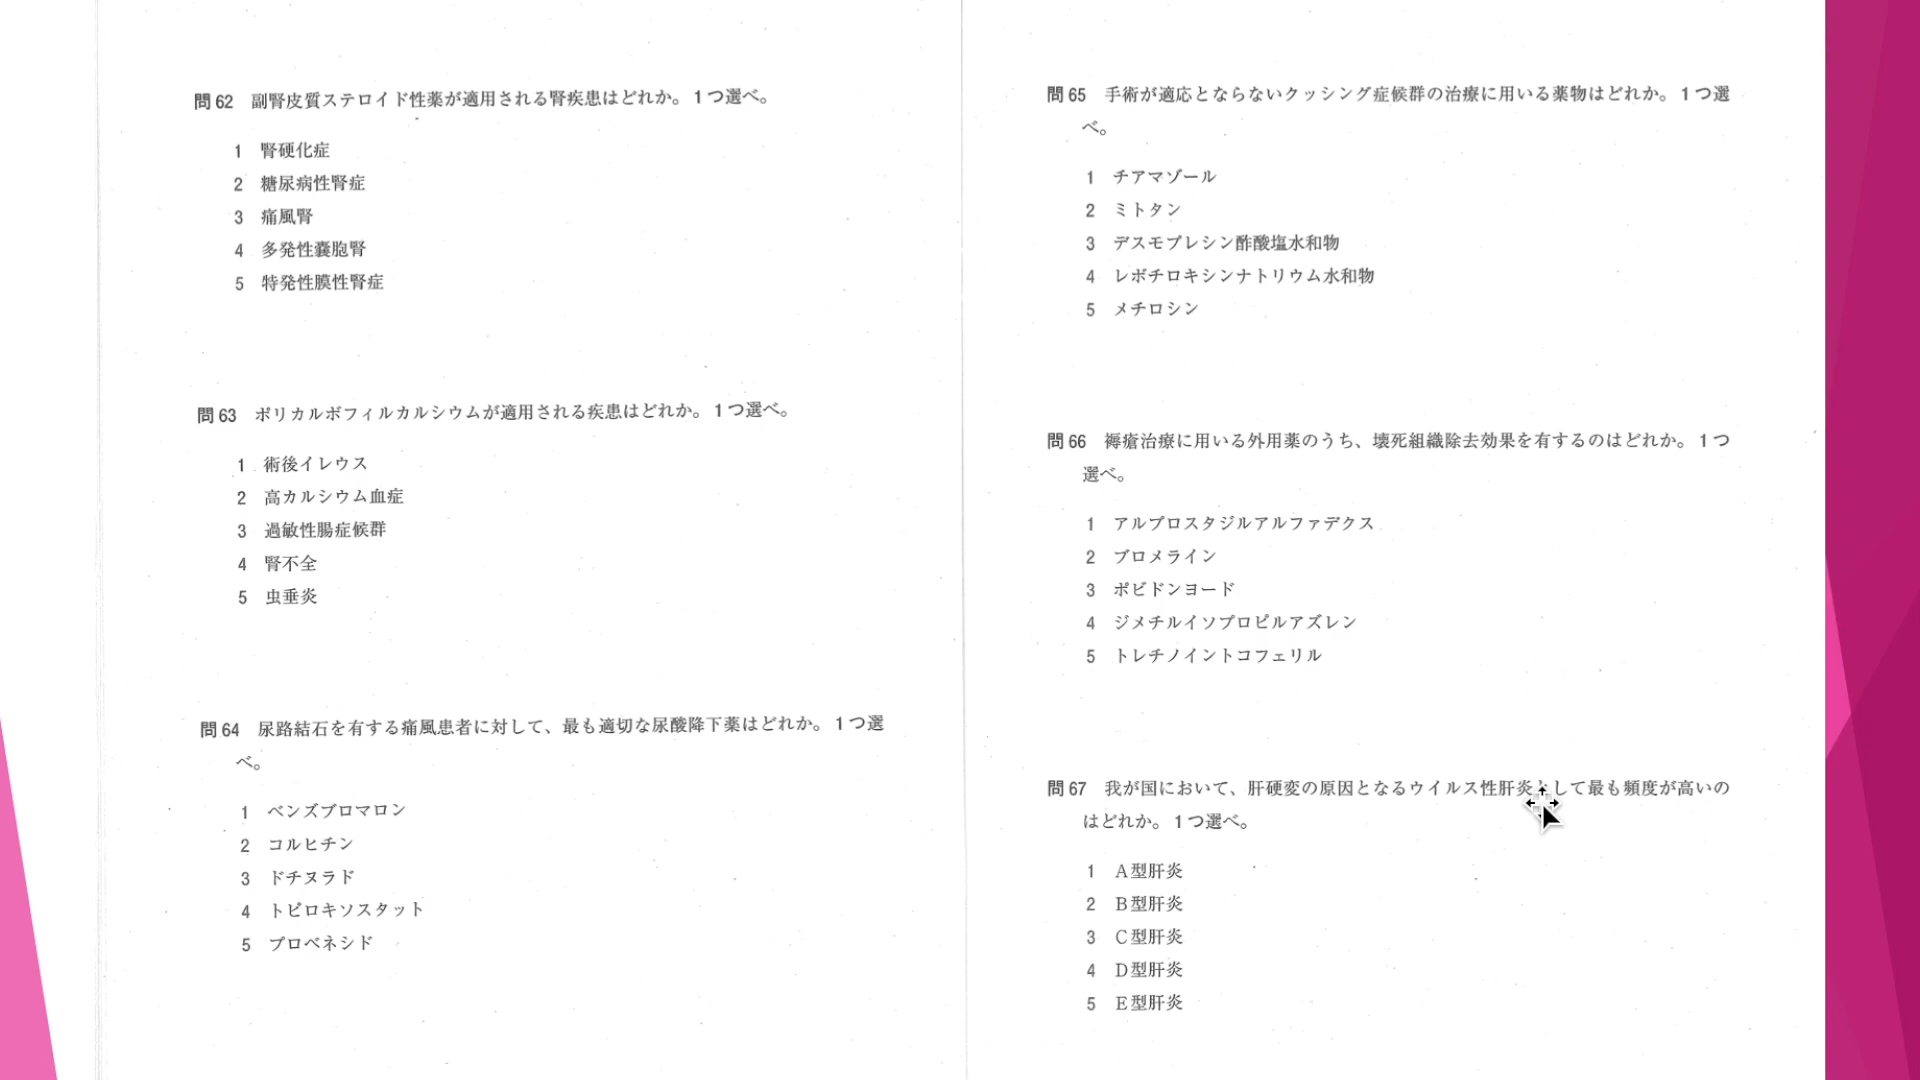 問62　副腎皮質ステロイド性薬が適用される腎疾患はどれか。1つ選べ。
1　腎硬化症
2　糖尿病性腎症
3　痛風腎
4　多発性嚢胞腎
5　特発性膜性腎症
問63　ポリカルボフィルカルシウムが適用される疾患はどれか。1つ選べ。
1　術後イレウス
2　高カルシウム血症
3　過敏性腸症候群
4　腎不全
5　虫垂炎
問64　尿路結石を有する痛風患者に対して、最も適切な尿酸降下薬はどれか。1つ選
べ。
1　ベンズブロマロン
2　コルヒチン
3　ドチヌラド
4　トピロキソスタット
5　プロベネシド
問65　手術が適応とならないクッシング症候群の治療に用いる薬物はどれか。1つ選
べ。
1　チアマゾール
2　ミトタン
3　デスモプレシン酢酸塩水和物
4　レボチロキシンナトリウム水和物
5　メチロシン
問66　褥瘡治療に用いる外用薬のうち、壊死組織除去効果を有するのはどれか。1つ
選べ。
1　アルプロスタジルアルファデクス
2　ブロメライン
3　ポビドンヨード
4　ジメチルイソプロピルアズレン
5　トレチノイントコフェリル
問67　我が国において、肝硬変の原因となるウイルス性肝炎として最も頻度が高いの
はどれか。1つ選べ。
1　A型肝炎
2　B型肝炎
3　C型肝炎
4　D型肝炎
5　E型肝炎